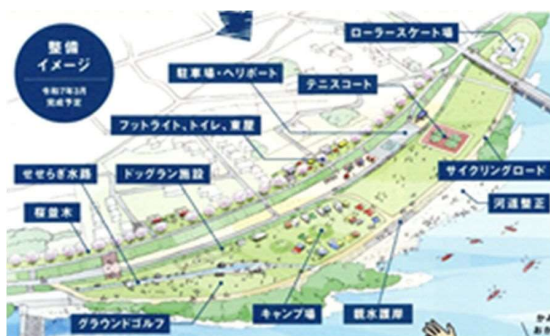 整備
イメージ
令和7年3月
完成予定
ローラースケート場
駐車場・ヘリポート
テニスコート
フットライト、トイレ、東屋
せせらぎ水路
ドッグラン施設
サイクリングロード
桜並木
河道整正
グラウンドゴルフ
キャンプ場
親水護岸